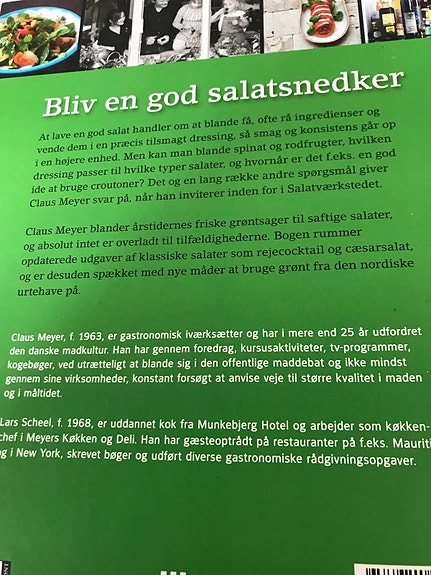 Bliv en god salatsnedker
At lave en god salat handler om at blande få, ofte rå ingredienser og
vende dem i en præcis tilsmagt dressing, så smag og konsistens går op
i en højere enhed. Men kan man blande spinat og rodfrugter, hvilken
dressing passer til hvilke typer salater, og hvornår er det f.eks. en god
ide at bruge croutoner? Det og en lang række andre spørgsmål giver
Claus Meyer svar på, når han inviterer inden for i Salatværkstedet.
Claus Meyer blander årstidernes friske grøntsager til saftige salater,
og absolut intet er overladt til tilfældighederne. Bogen rummer
opdaterede udgaver af klassiske salater som rejecocktail og cæsarsalat,
og er desuden spækket med nye måder at bruge grønt fra den nordiske
urtehave på.
Claus Meyer, f. 1963, er gastronomisk iværksætter og har i mere end 25 år udfordret
den danske madkultur. Han har gennem foredrag, kursusaktiviteter, tv-programmer,
kogebøger, ved utrætteligt at blande sig i den offentlige maddebat og ikke mindst
gennem sine virksomheder, konstant forsøgt at anvise veje til større kvalitet i maden
og i måltidet.
Lars Scheel, f. 1968, er uddannet kok fra Munkebjerg Hotel og arbejder som køkken-
chef i Meyers Køkken og Deli. Han har gæsteoptrådt på restauranter på f.eks. Mauriti
g i New York, skrevet bøger og udført diverse gastronomiske rådgivningsopgaver.